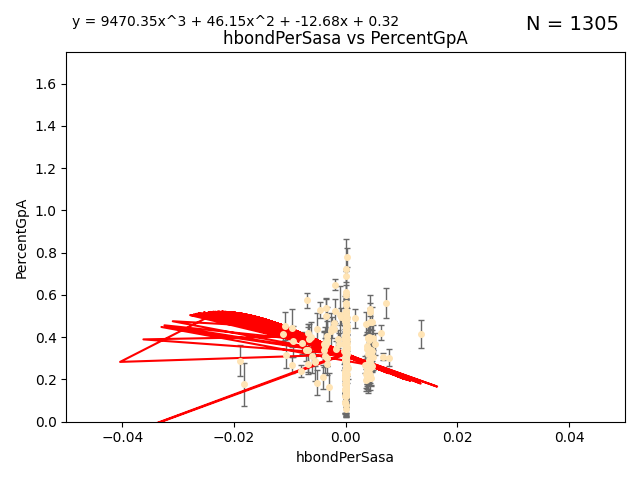 y = 9470.35x^3 + 46.15x^2 + -12.68x + 0.32
N = 1305
hbondPerSasa vs PercentGpA
1.6
1.4
1.2
1.0
0.8
0.6
0.4
0.2
0.0
PercentGpA
−0.04
−0.02
0.00
0.02
0.04
hbondPerSasa